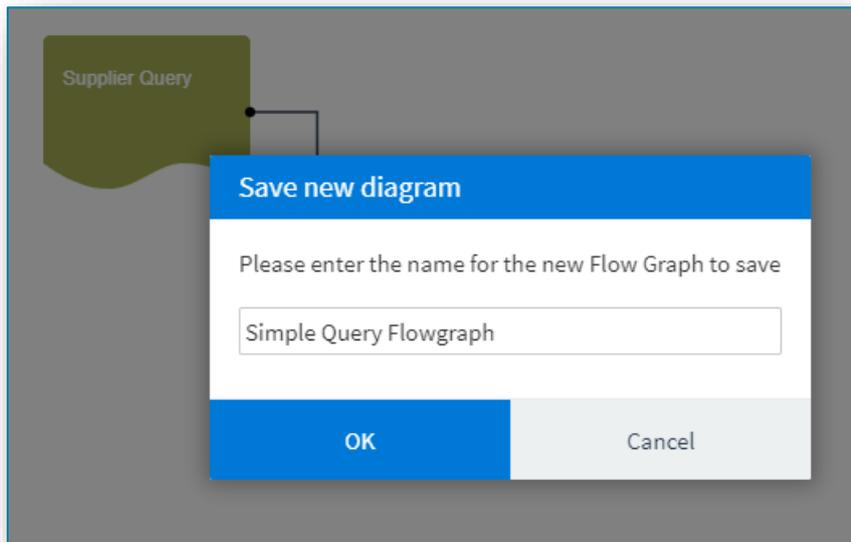 Supplier Query
Save new diagram
Please enter the name for the new Flow Graph to save
Simple Query Flowgraph
OK
Cancel